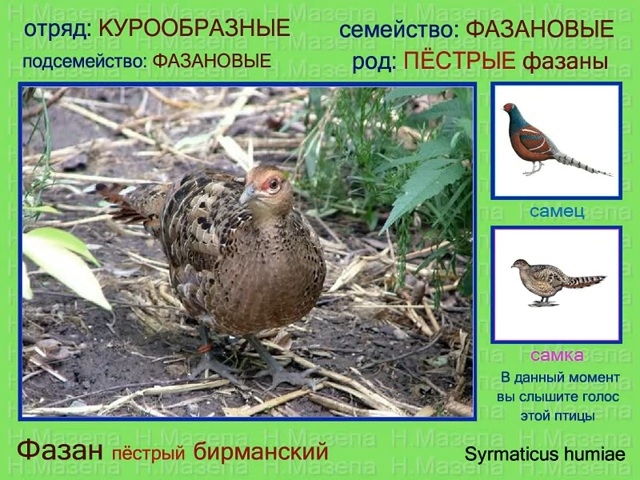 отряд: КУРООБРАЗНЫЕ
семейство: ФАЗАНОВЫЕ
подсемейство: ФАЗАНОВЫЕ
род: ПЁСТРЫЕ фазаны
самец
самка
В данный момент
вы слышите голос
этой птицы
Фазан пёстрый бирманский
Syrmaticus humiae
Н.Мазепа